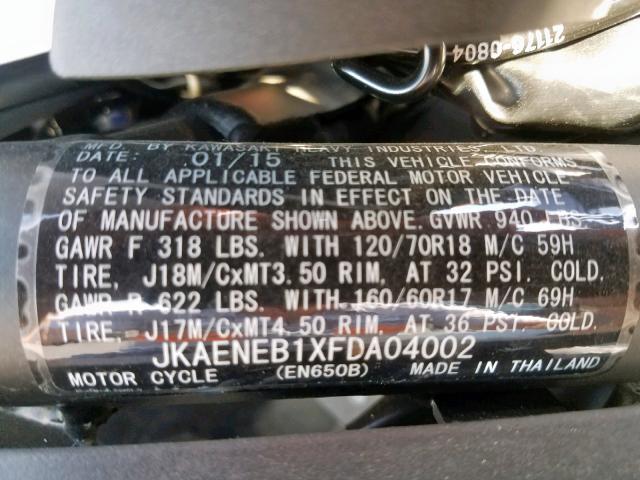 21176-0804
MFD. BY KAWASAKI HEAVY INDUSTRIES, LTD.
DATE: 01/15 THIS VEHICLE CONFORMS
TO ALL APPLICABLE FEDERAL MOTOR VEHICLE
SAFETY STANDARDS IN EFFECT ON THE DATE
OF MANUFACTURE SHOWN ABOVE. GVWR 940 LBS.
GAWR F 318 LBS. WITH 120/70R18 M/C 59H
TIRE, J18M/CxMT3.50 RIM, AT 32 PSI. COLD.
GAWR R 622 LBS. WITH 160/60R17 M/C 69H
TIRE, J17M/CxMT4.50 RIM, AT 36 PSI. COLD.
JKAENEB1XFDA04002
MOTOR CYCLE (EN650B) MADE IN THAILAND